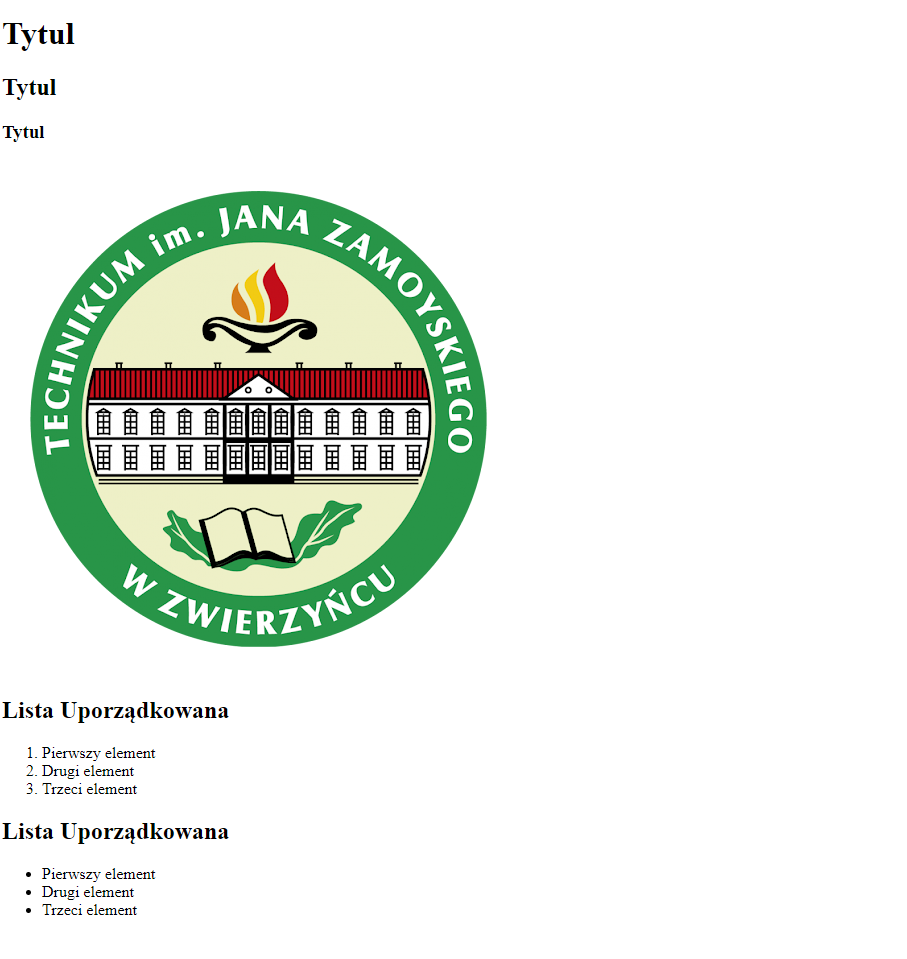 Tytul
Tytul
Tytul
TECHNIKUM im. JANA ZAMOYSKIEGO
W ZWIERZYŃCU
Lista Uporządkowana
1. Pierwszy element
2. Drugi element
3. Trzeci element
Lista Uporządkowana
• Pierwszy element
• Drugi element
• Trzeci element